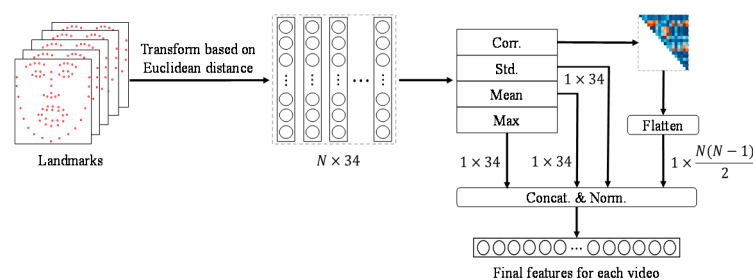 Transform based on
Euclidean distance
Landmarks
N × 34
Corr.
Std.
Mean
Max
1 × 34
Flatten
1 × 34
1 × 34
1 × N(N − 1)/2
Concat. & Norm.
Final features for each video